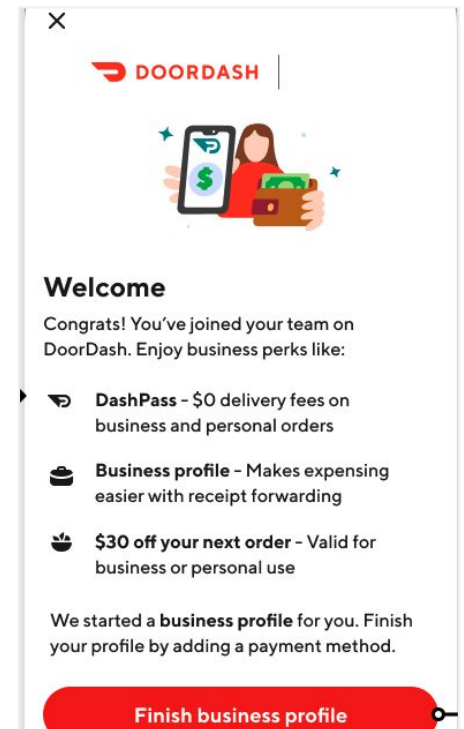 DOORDASH
$
Welcome
Congrats! You’ve joined your team on
DoorDash. Enjoy business perks like:
DashPass - $0 delivery fees on
business and personal orders
Business profile - Makes expensing
easier with receipt forwarding
$30 off your next order - Valid for
business or personal use
We started a business profile for you. Finish
your profile by adding a payment method.
Finish business profile